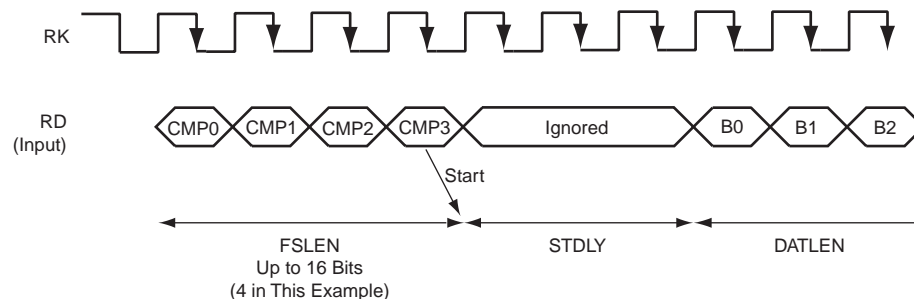 RK
RD
(Input)
CMP0 CMP1 CMP2 CMP3 Ignored B0 B1 B2
Start
FSLEN STDLY DATLEN
Up to 16 Bits
(4 in This Example)